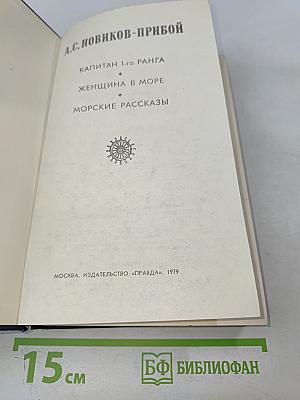 А.С.НОВИКОВ-ПРИБОЙ
КАПИТАН 1-го РАНГА
ЖЕНЩИНА В МОРЕ
МОРСКИЕ РАССКАЗЫ
МОСКВА. ИЗДАТЕЛЬСТВО «ПРАВДА». 1979
15 см
БФ БИБЛИОФАН